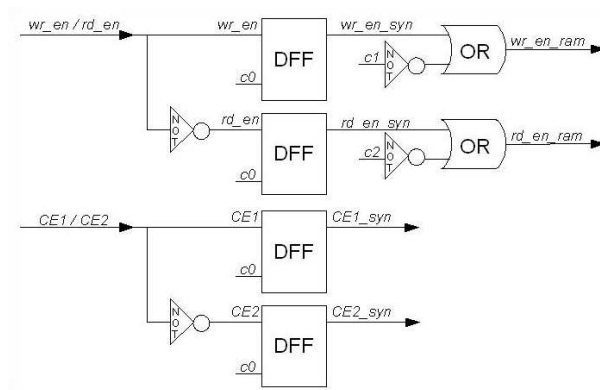 wr_en / rd_en
wr_en
DFF
wr_en_syn
c1
NOT
OR
wr_en_ram
c0
NOT
rd_en
DFF
rd_en_syn
c2
NOT
OR
rd_en_ram
c0
CE1 / CE2
CE1
DFF
CE1_syn
c0
NOT
CE2
DFF
CE2_syn
c0